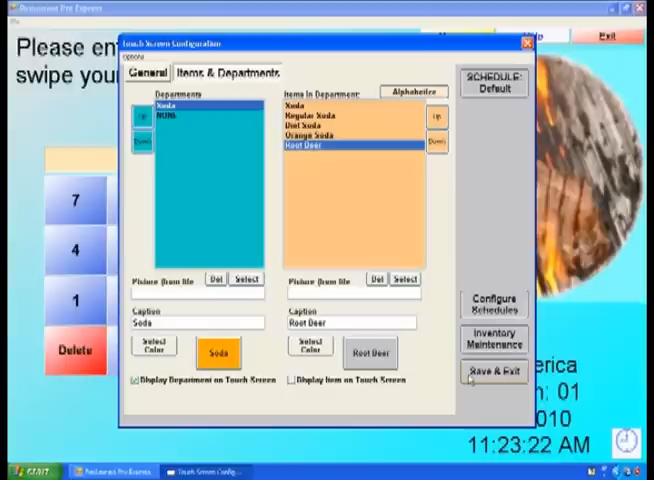 Restaurant Pro Express
File
Please en
swipe your
Exit
Touch Screen Configuration
Options
General
Items & Departments
Departments
Soda
NONE
Up
Down
Items In Department:
Alphabetize
Soda
Regular Soda
Diet Soda
Orange Soda
Root Beer
Up
Down
SCHEDULE:
Default
Picture (from file
Del
Select
Picture (from file
Del
Select
Caption
Soda
Caption
Root Beer
Select
Color
Soda
Select
Color
Root Beer
Display Department on Touch Screen
Display Item on Touch Screen
Configure
Schedules
Inventory
Maintenance
Save & Exit
7
4
1
Delete
erica
n: 01
010
11:23:22 AM
START
Restaurant Pro Express
Touch Screen Config...